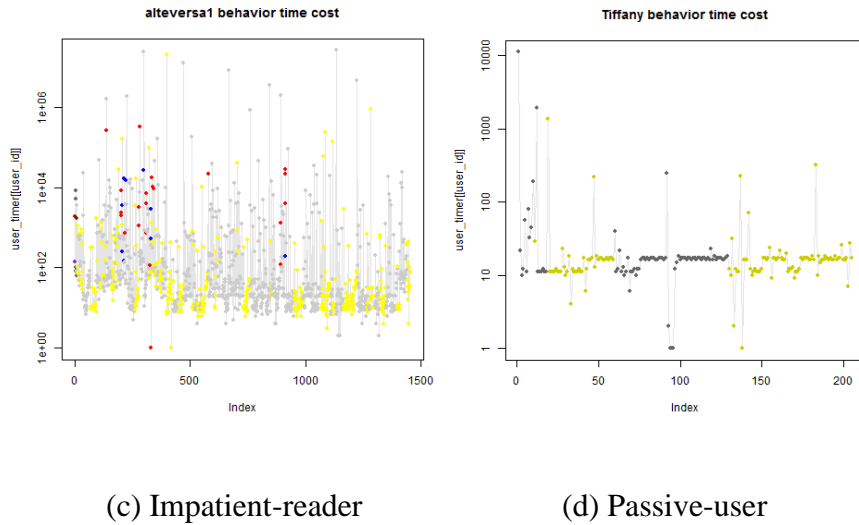 alteversa1 behavior time cost
user_timer[[user_id]]
1e+06
1e+04
1e+02
1e+00
0
500
1000
1500
Index
Tiffany behavior time cost
user_timer[[user_id]]
10000
1000
100
10
1
0
50
100
150
200
Index
(c) Impatient-reader
(d) Passive-user